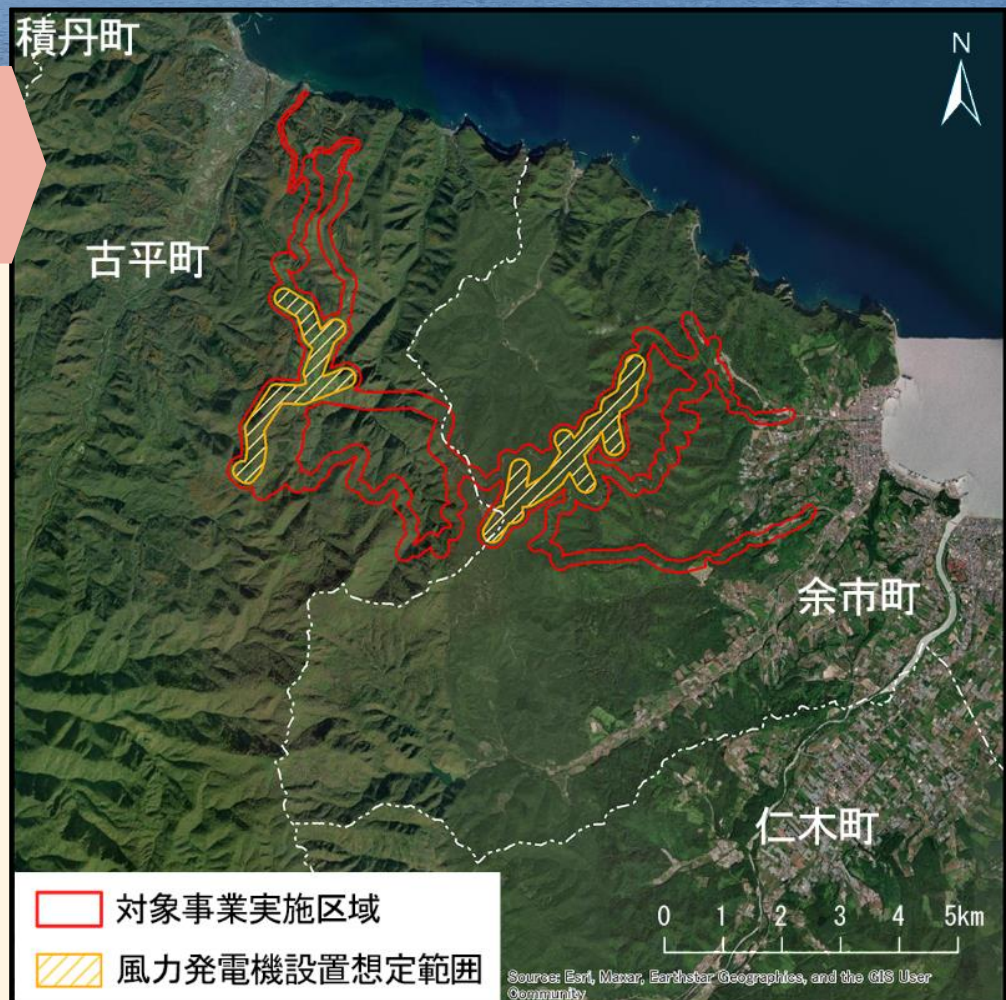 積丹町
N
古平町
余市町
仁木町
対象事業実施区域
風力発電機設置想定範囲
0 1 2 3 4 5km
Source: Esri, Maxar, Earthstar Geographics, and the GIS User
Community